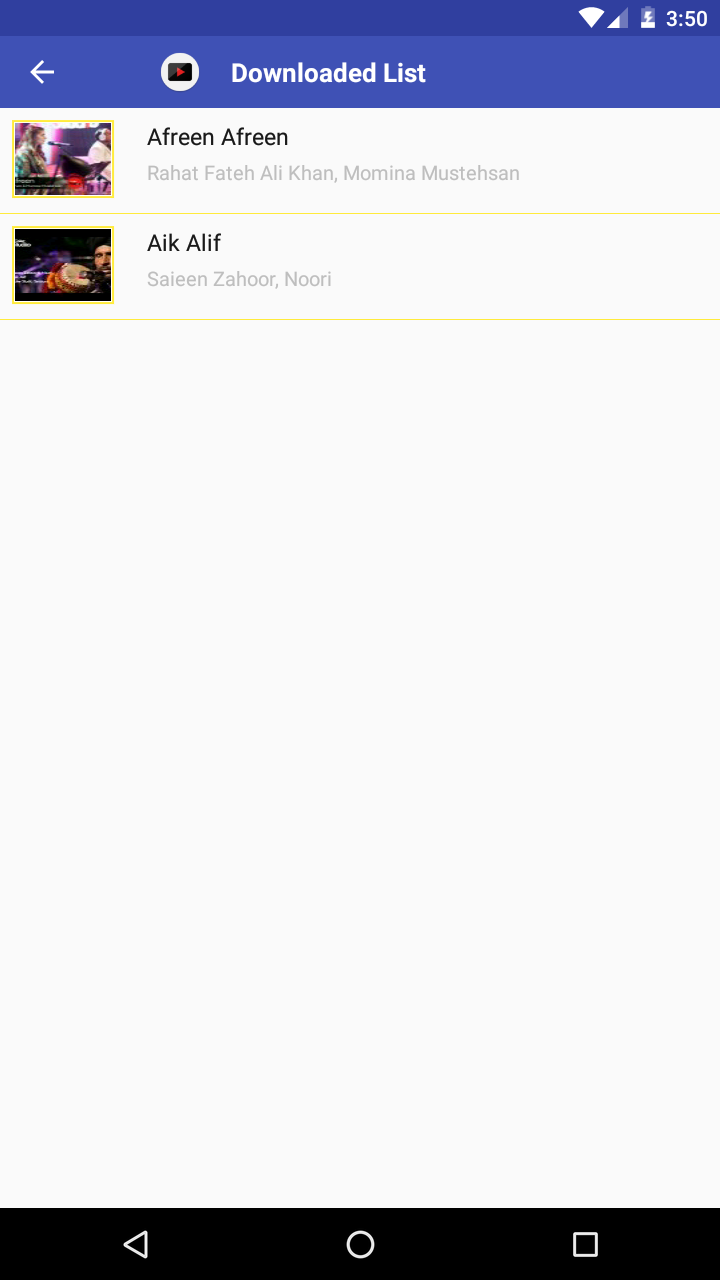 3:50
Downloaded List
Afreen Afreen
Rahat Fateh Ali Khan, Momina Mustehsan
Aik Alif
Saieen Zahoor, Noori